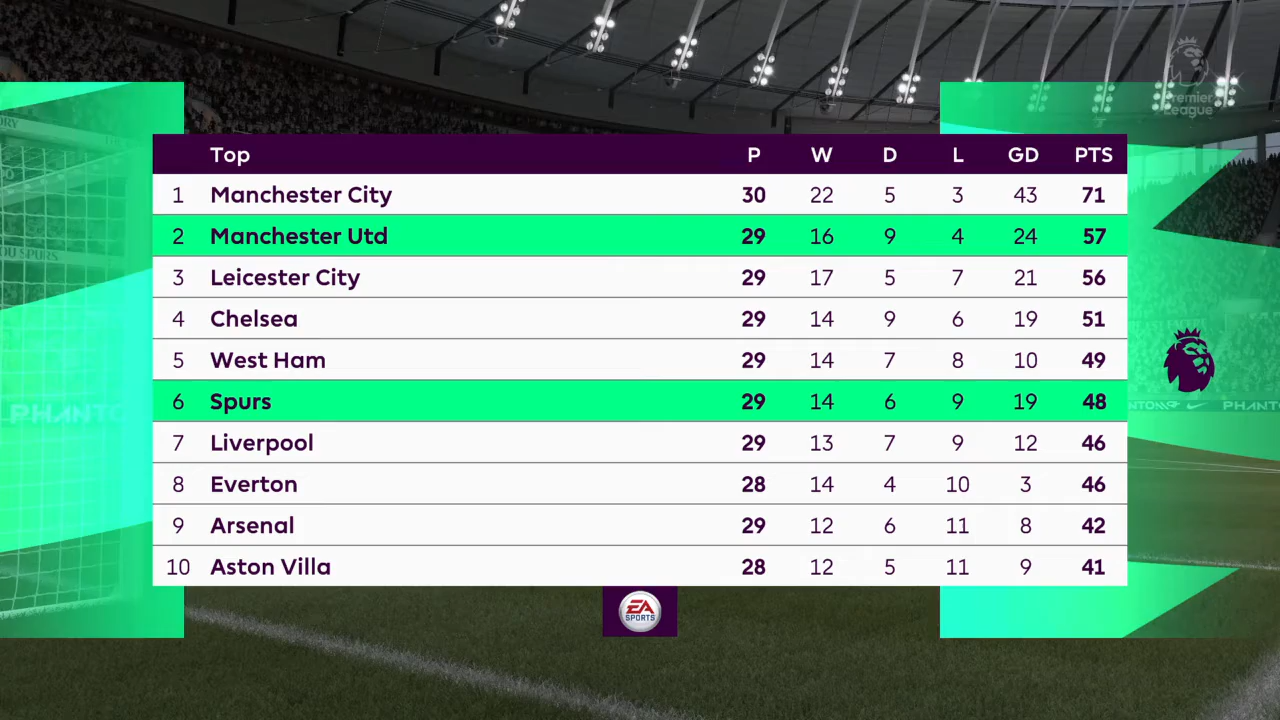 Premier
League
Top P W D L GD PTS
1 Manchester City 30 22 5 3 43 71
2 Manchester Utd 29 16 9 4 24 57
3 Leicester City 29 17 5 7 21 56
4 Chelsea 29 14 9 6 19 51
5 West Ham 29 14 7 8 10 49
6 Spurs 29 14 6 9 19 48
7 Liverpool 29 13 7 9 12 46
8 Everton 28 14 4 10 3 46
9 Arsenal 29 12 6 11 8 42
10 Aston Villa 28 12 5 11 9 41
SPURS
PHANTO
PHANTO
EA
SPORTS